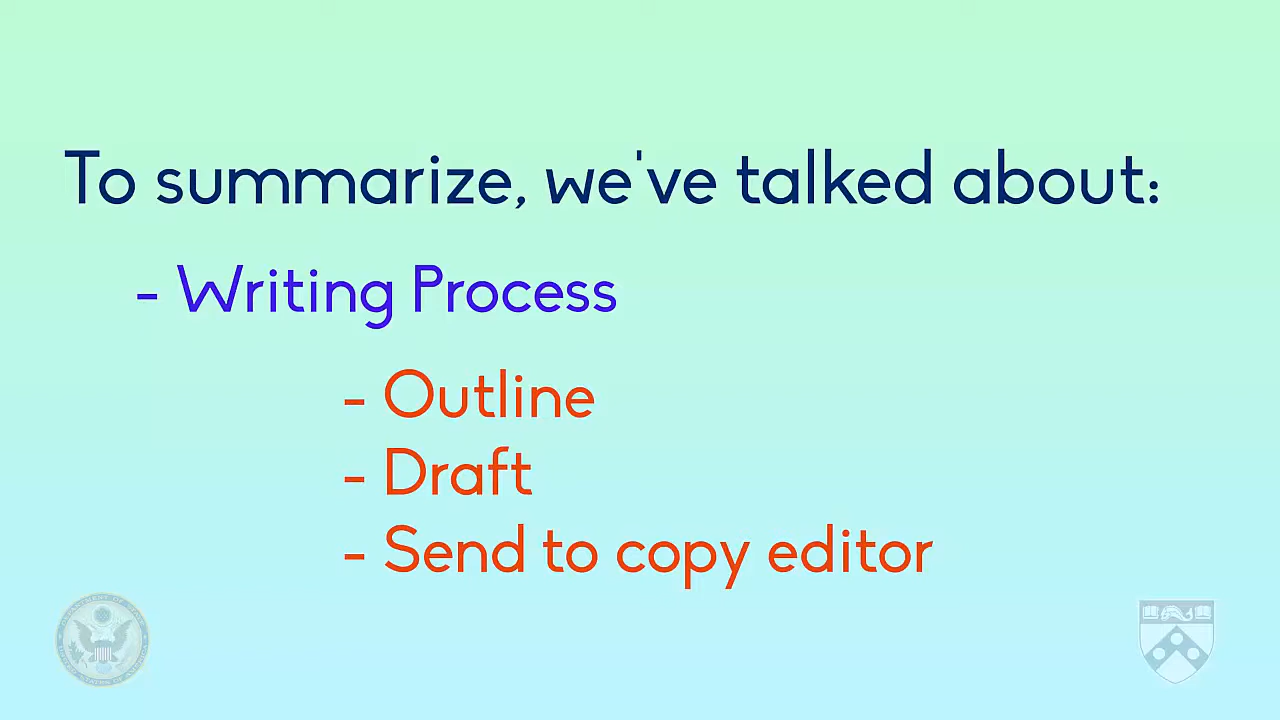 To summarize, we've talked about:
- Writing Process
- Outline
- Draft
- Send to copy editor